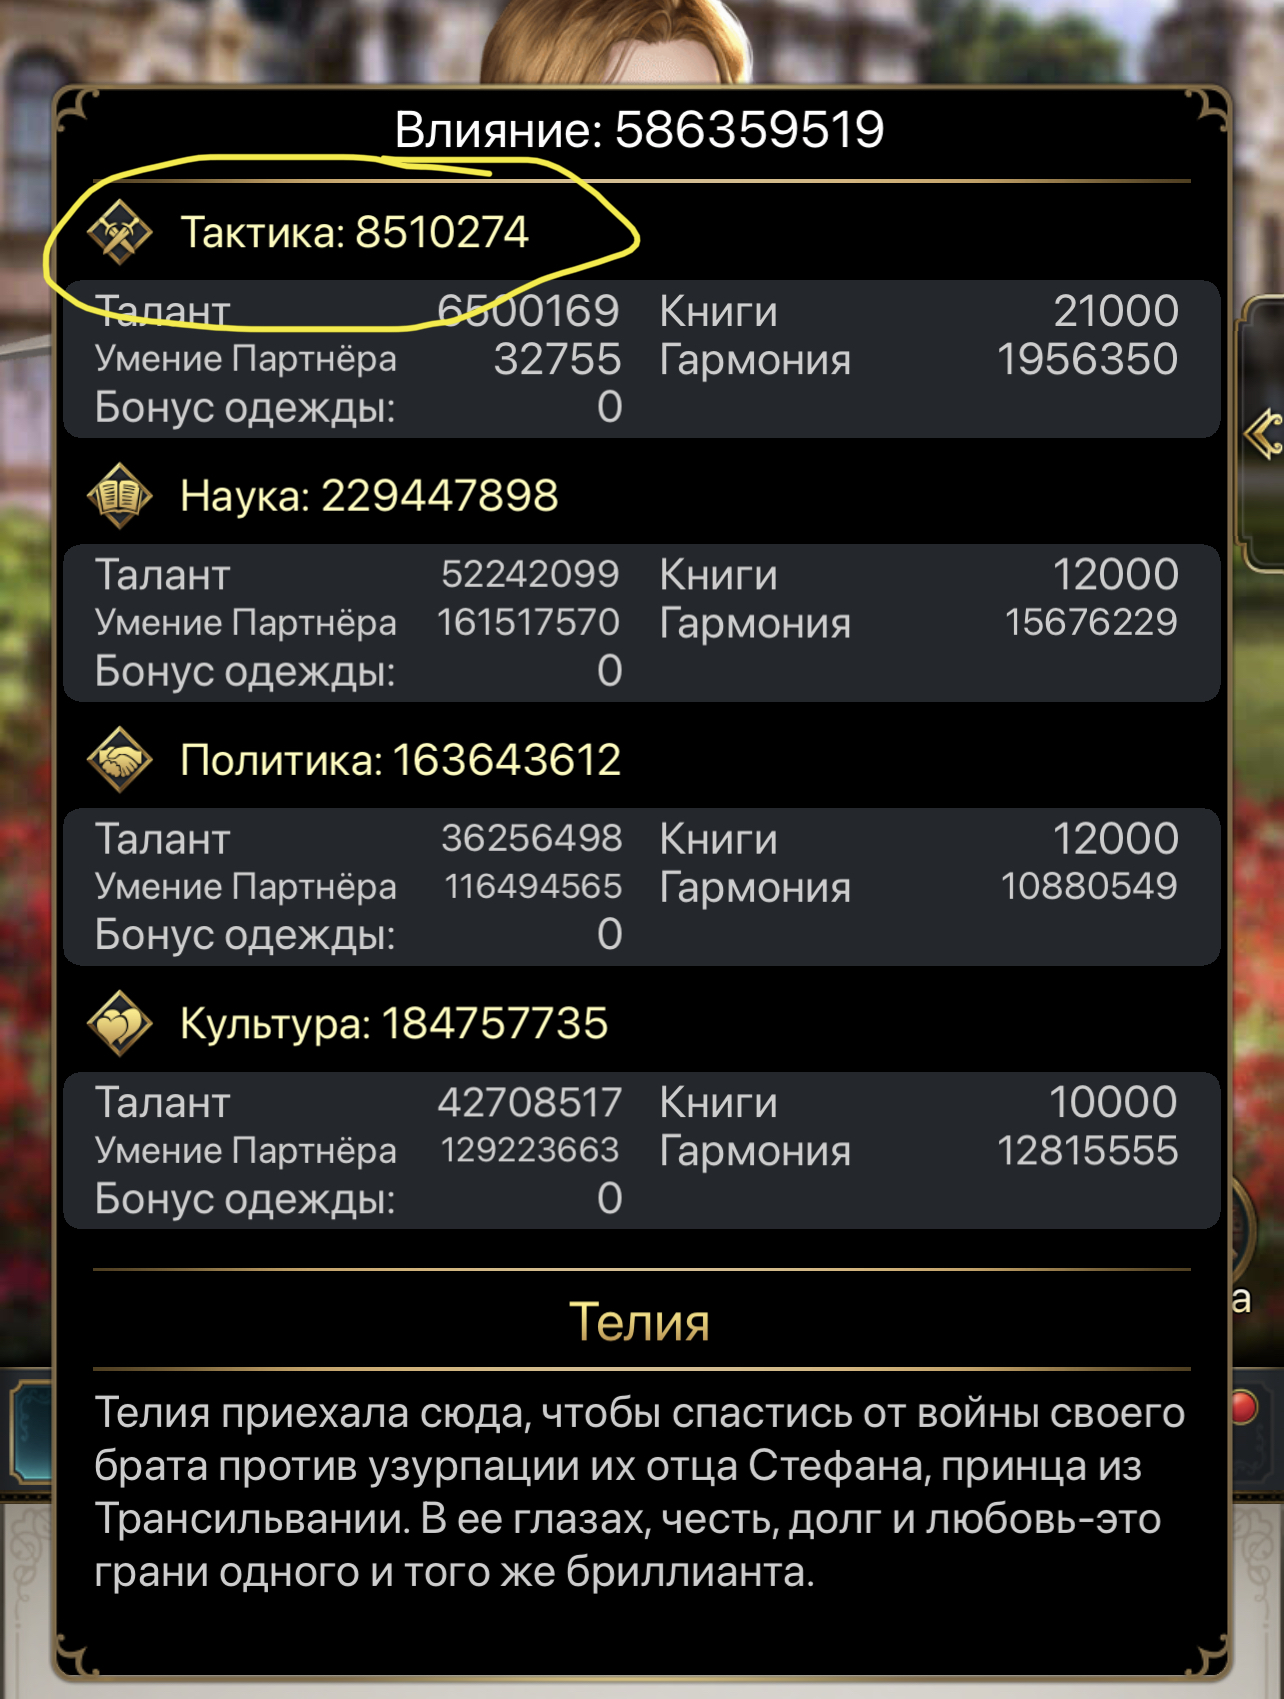 Влияние: 586359519
Тактика: 8510274
Талант 6500169 Книги 21000
Умение Партнёра 32755 Гармония 1956350
Бонус одежды: 0
Наука: 229447898
Талант 52242099 Книги 12000
Умение Партнёра 161517570 Гармония 15676229
Бонус одежды: 0
Политика: 163643612
Талант 36256498 Книги 12000
Умение Партнёра 116494565 Гармония 10880549
Бонус одежды: 0
Культура: 184757735
Талант 42708517 Книги 10000
Умение Партнёра 129223663 Гармония 12815555
Бонус одежды: 0
а
Телия
Телия приехала сюда, чтобы спастись от войны своего
брата против узурпации их отца Стефана, принца из
Трансильвании. В ее глазах, честь, долг и любовь-это
грани одного и того же бриллианта.